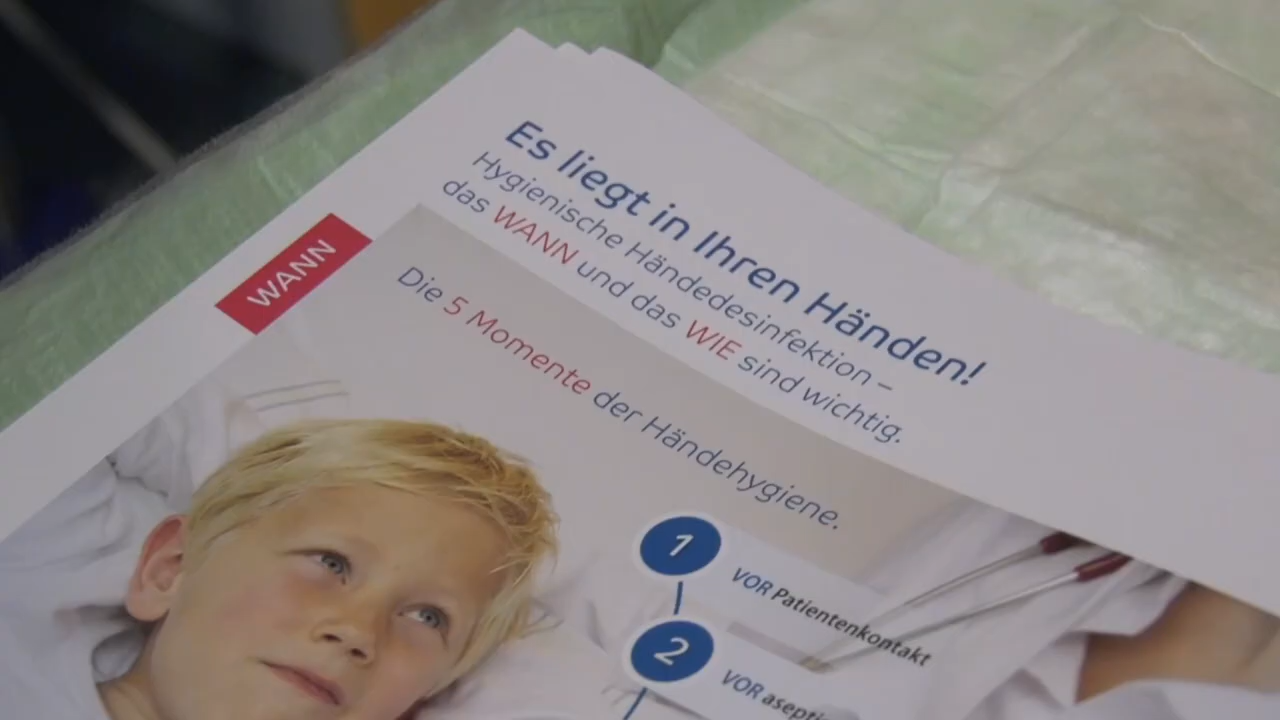 Es liegt in Ihren Händen!
Hygienische Händedesinfektion –
das WANN und das WIE sind wichtig.
WANN
Die 5 Momente der Händehygiene.
1
VOR Patientenkontakt
2
VOR